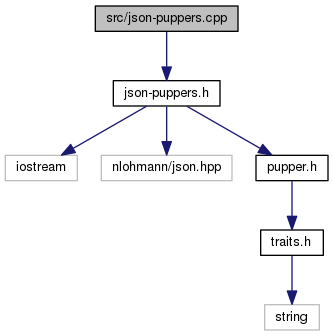 src/json-puppers.cpp
json-puppers.h
iostream
nlohmann/json.hpp
pupper.h
traits.h
string